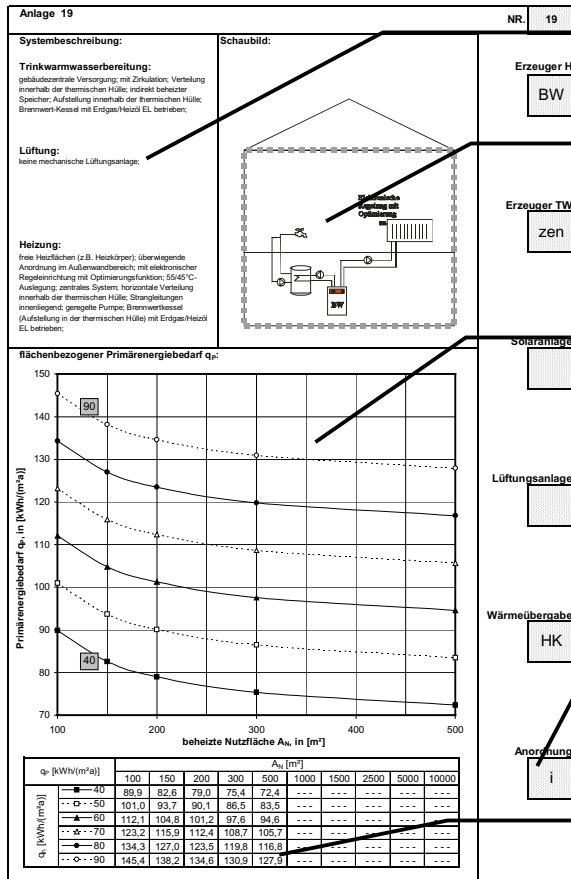 Anlage 19
NR. 19
Systembeschreibung:
Schaubild:
Trinkwarmwasserbereitung:
gebäudezentrale Versorgung; mit Zirkulation; Verteilung
innerhalb der thermischen Hülle; indirekt beheizter
Speicher; Aufstellung innerhalb der thermischen Hülle;
Brennwert-Kessel mit Erdgas/Heizöl EL betrieben;
Lüftung:
keine mechanische Lüftungsanlage;
Heizung:
freie Heizflächen (z.B. Heizkörper); überwiegende
Anordnung im Außenwandbereich; mit elektronischer
Regeleinrichtung mit Optimierungsfunktion; 55/45°C-
Auslegung; zentrales System; horizontale Verteilung
innerhalb der thermischen Hülle; Strangleitungen
innenliegend; geregelte Pumpe; Brennwertkessel
(Aufstellung in der thermischen Hülle) mit Erdgas/Heizöl
EL betrieben;
Elektronische
Regelung mit
Optimierung
BW
Erzeuger H
BW
Erzeuger TW
zen
Solaranlage
Lüftungsanlage
Wärmeübergabe
HK
Anordnung
i
flächenbezogener Primärenergiebedarf qP:
Primärenergiebedarf qP, in [kWh/(m²a)]
150
140
130
120
110
100
90
80
70
90
40
100
200
300
400
500
beheizte Nutzfläche AN, in [m²]
qP [kWh/(m²a)] AN [m²]
100 150 200 300 500 1000 1500 2500 5000 10000
qh [kWh/(m²a)]
40 89,9 82,6 79,0 75,4 72,4 --- --- --- --- ---
50 101,0 93,7 90,1 86,5 83,5 --- --- --- --- ---
60 112,1 104,8 101,2 97,6 94,6 --- --- --- --- ---
70 123,2 115,9 112,4 108,7 105,7 --- --- --- --- ---
80 134,3 127,0 123,5 119,8 116,8 --- --- --- --- ---
90 145,4 138,2 134,6 130,9 127,9 --- --- --- --- ---